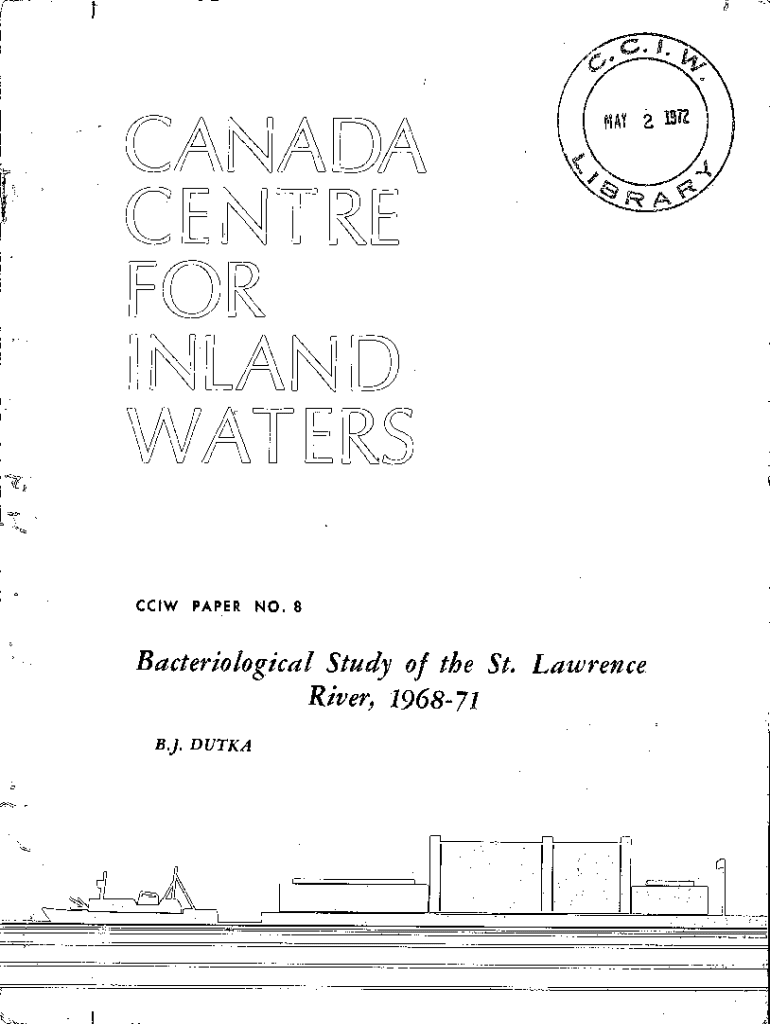 C.C.I.W.
MAY 2 1972
LIBRARY
CANADA
CENTRE
FOR
INLAND
WATERS
CCIW PAPER NO. 8
Bacteriological Study of the St. Lawrence
River, 1968-71
B.J. DUTKA